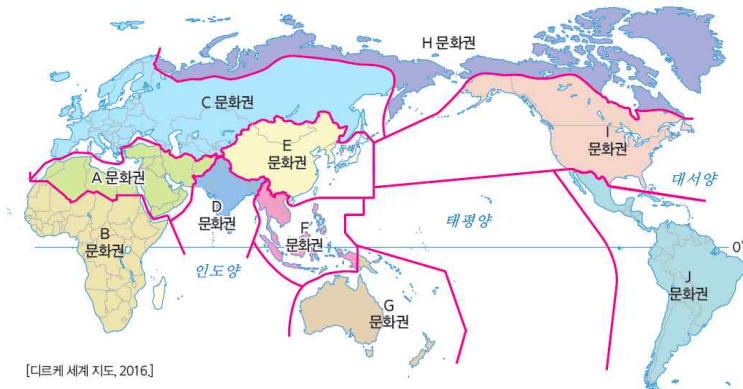 H 문화권
C 문화권
E
문화권
동해
I
문화권
A 문화권
대서양
D
문화권
B
문화권
F
문화권
태평양
0°
인도양
J
문화권
G
문화권
[디르케 세계 지도, 2016.]